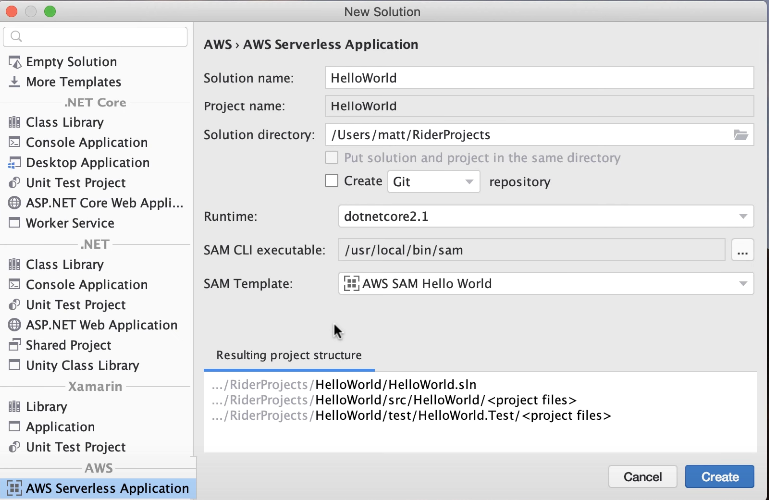 New Solution
Empty Solution
More Templates
.NET Core
Class Library
Console Application
Desktop Application
Unit Test Project
ASP.NET Core Web Appli...
Worker Service
.NET
Class Library
Console Application
Unit Test Project
ASP.NET Web Application
Shared Project
Unity Class Library
Xamarin
Library
Application
Unit Test Project
AWS
AWS Serverless Application
AWS › AWS Serverless Application
Solution name: HelloWorld
Project name: HelloWorld
Solution directory: /Users/matt/RiderProjects
Put solution and project in the same directory
Create Git repository
Runtime: dotnetcore2.1
SAM CLI executable: /usr/local/bin/sam ...
SAM Template: AWS SAM Hello World
Resulting project structure
.../RiderProjects/HelloWorld/HelloWorld.sln
.../RiderProjects/HelloWorld/src/HelloWorld/<project files>
.../RiderProjects/HelloWorld/test/HelloWorld.Test/<project files>
Cancel Create